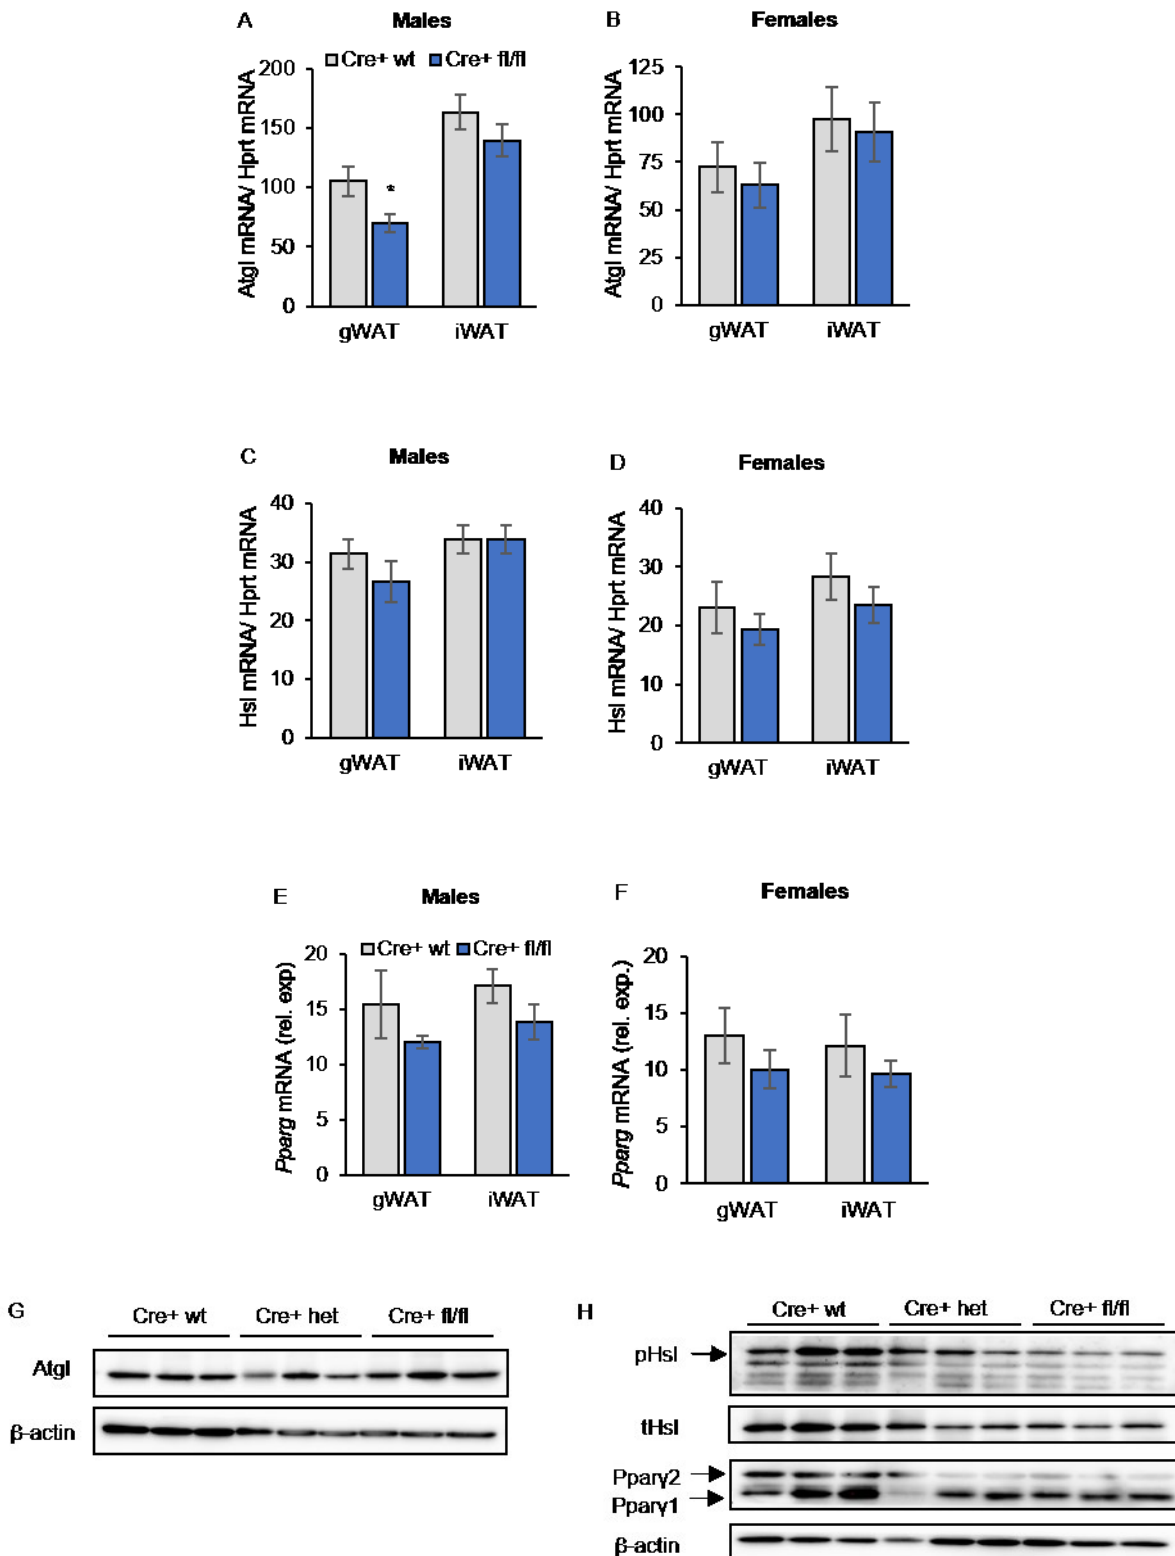 A Males
Cre+ wt Cre+ fl/fl
Atgl mRNA/ Hprt mRNA
200
150
100
50
0
*
gWAT iWAT
B Females
Atgl mRNA/ Hprt mRNA
125
100
75
50
25
0
gWAT iWAT
C Males
Hsl mRNA/ Hprt mRNA
40
30
20
10
0
gWAT iWAT
D Females
Hsl mRNA/ Hprt mRNA
40
30
20
10
0
gWAT iWAT
E Males
Cre+ wt Cre+ fl/fl
Pparg mRNA (rel. exp)
20
15
10
5
0
gWAT iWAT
F Females
Pparg mRNA (rel. exp.)
20
15
10
5
0
gWAT iWAT
G
Cre+ wt Cre+ het Cre+ fl/fl
Atgl
β-actin
H
Cre+ wt Cre+ het Cre+ fl/fl
pHsl
tHsl
Pparγ2
Pparγ1
β-actin